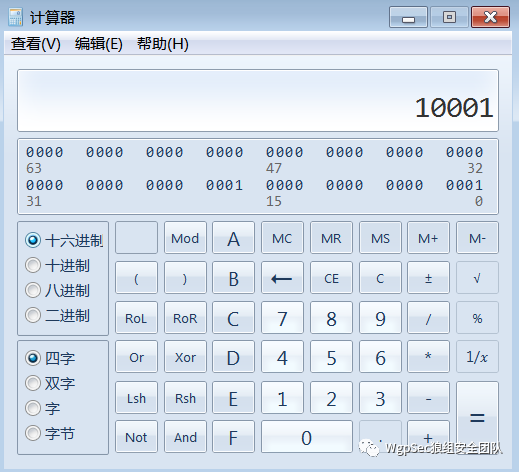 计算器
查看(V) 编辑(E) 帮助(H)
10001
0000 0000 0000 0000 0000 0000 0000 0000
63 47 32
0000 0000 0000 0001 0000 0000 0000 0001
31 15 0
十六进制 Mod A MC MR MS M+ M-
十进制 ( ) B ← CE C ± √
八进制
二进制 RoL RoR C 7 8 9 / %
四字 Or Xor D 4 5 6 * 1/x
双字
字 Lsh Rsh E 1 2 3 - =
字节 Not And F 0 . +
WgpSec狼组安全团队